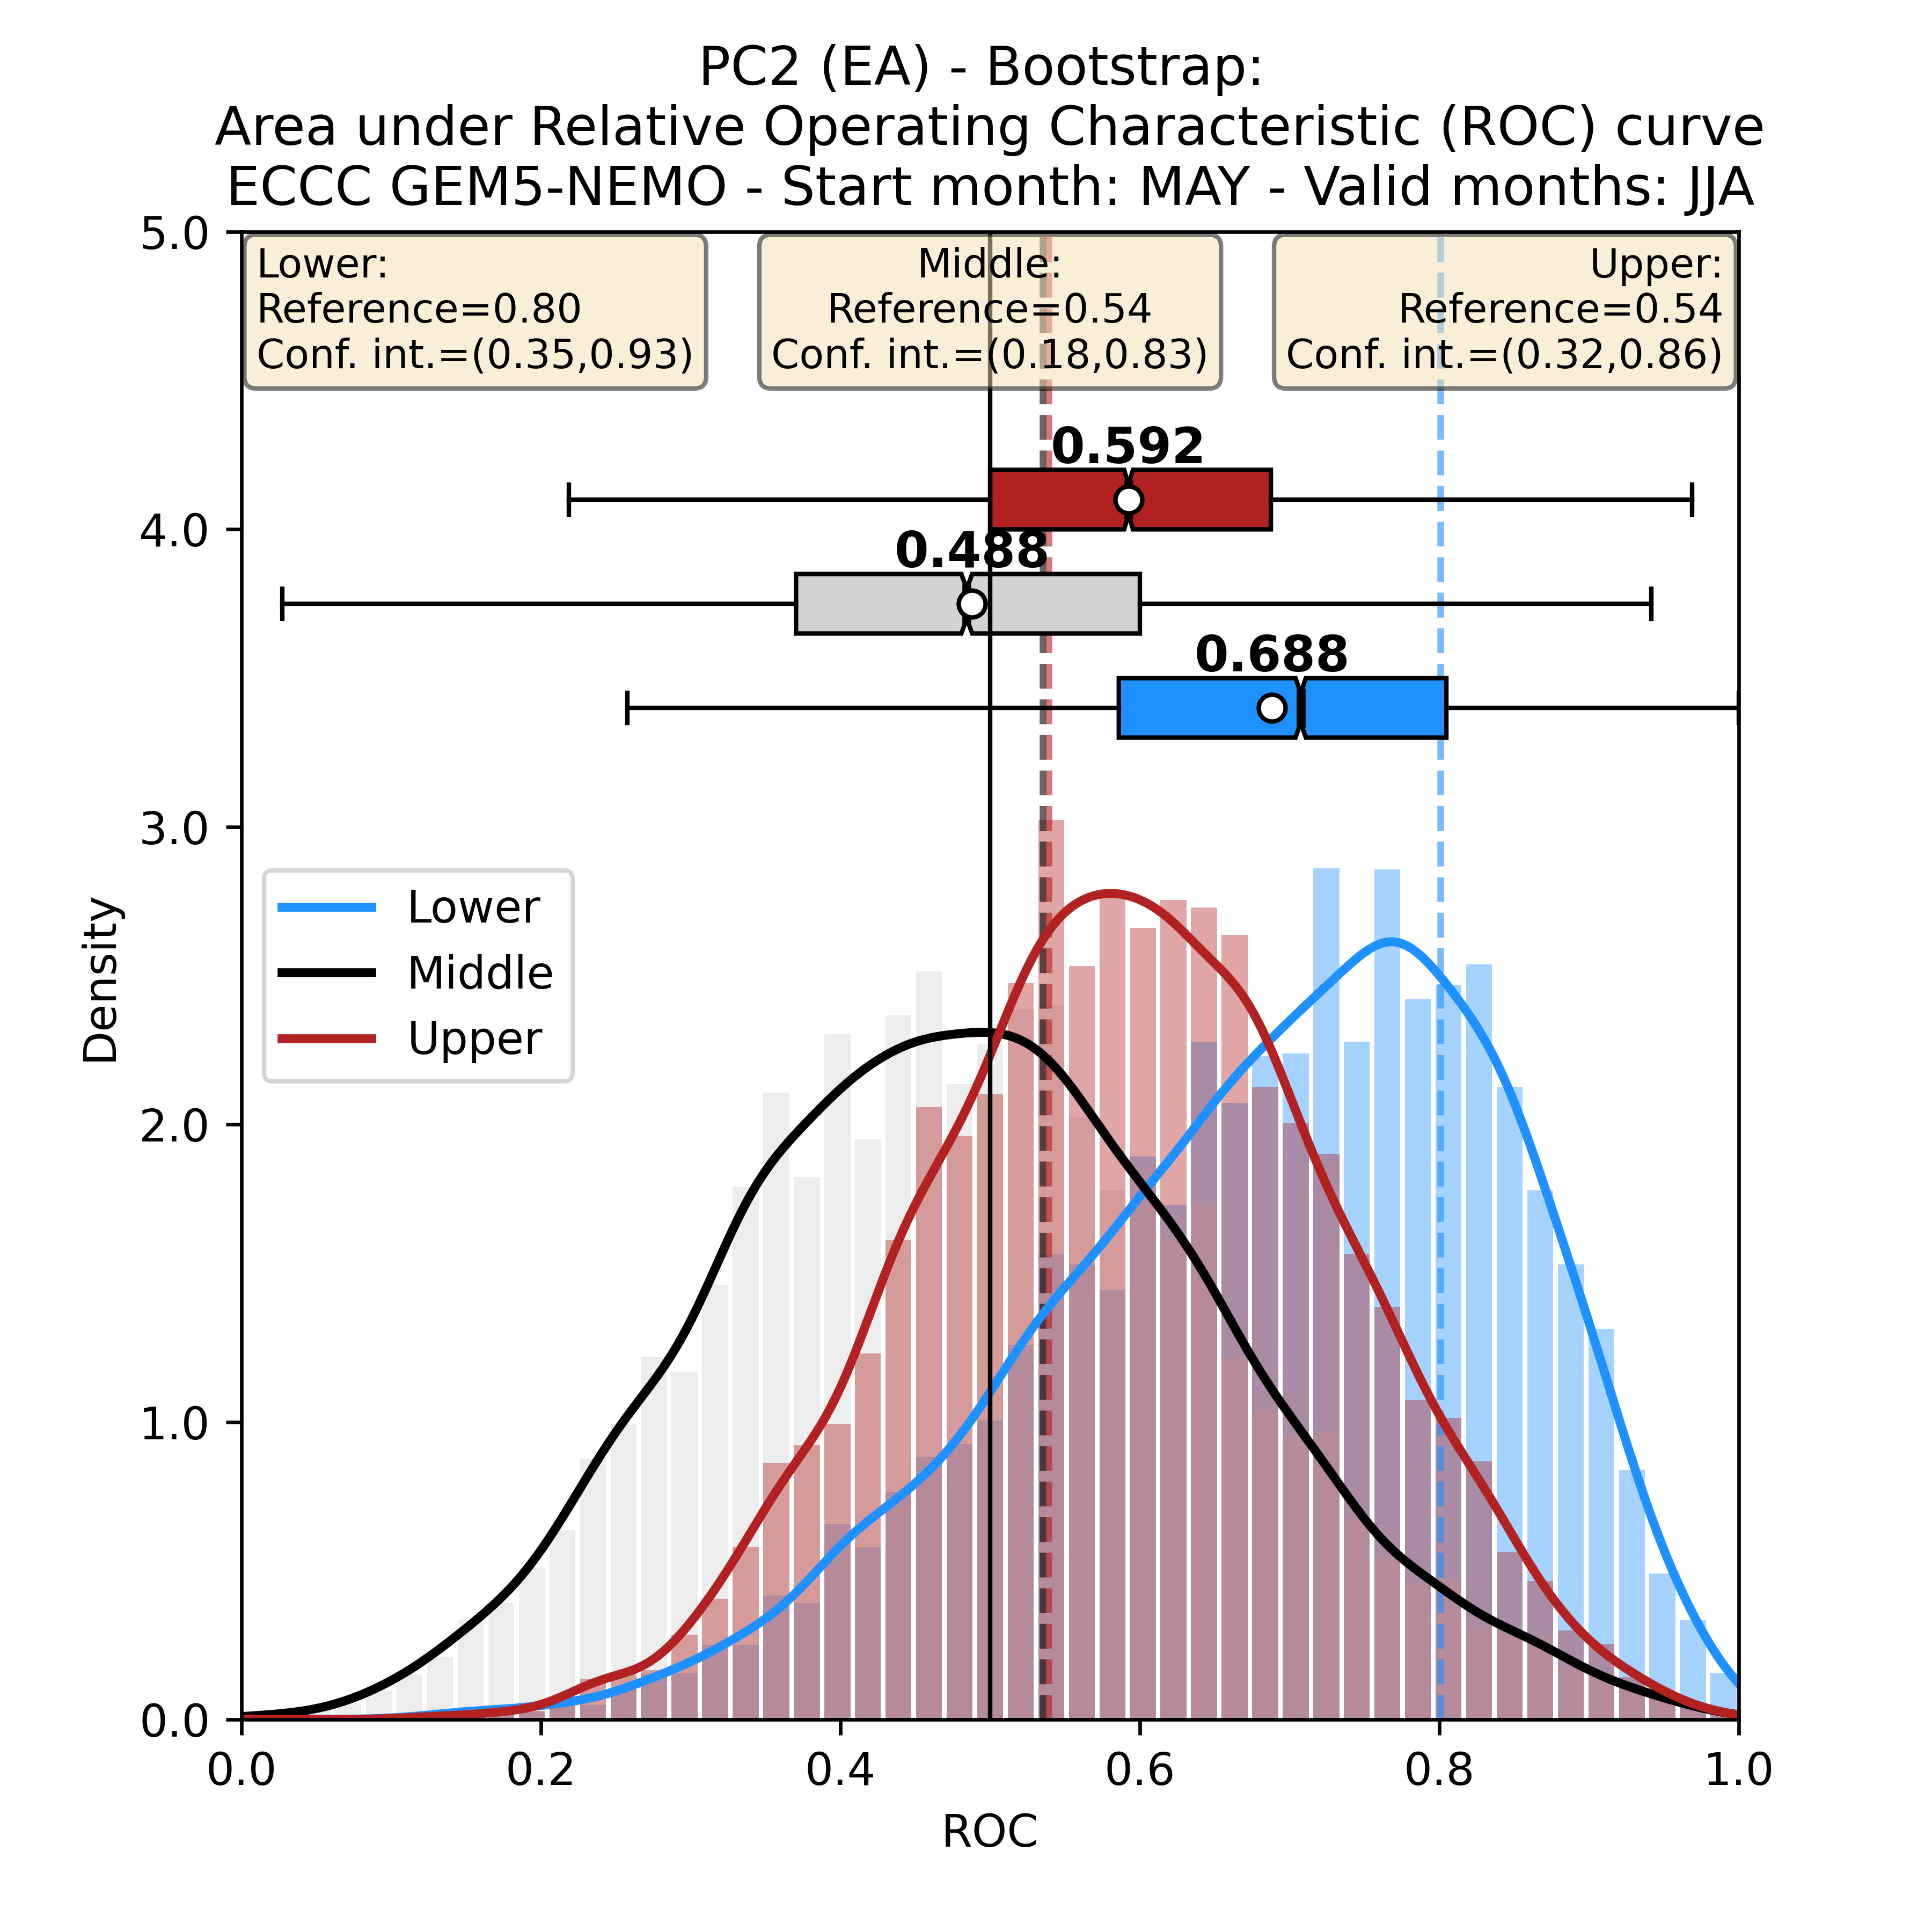 PC2 (EA) - Bootstrap:
Area under Relative Operating Characteristic (ROC) curve
ECCC GEM5-NEMO - Start month: MAY - Valid months: JJA
Lower:
Reference=0.80
Conf. int.=(0.35,0.93)
Middle:
Reference=0.54
Conf. int.=(0.18,0.83)
Upper:
Reference=0.54
Conf. int.=(0.32,0.86)
0.592
0.488
0.688
Lower
Middle
Upper
Density
5.0
4.0
3.0
2.0
1.0
0.0
0.0
0.2
0.4
0.6
0.8
1.0
ROC